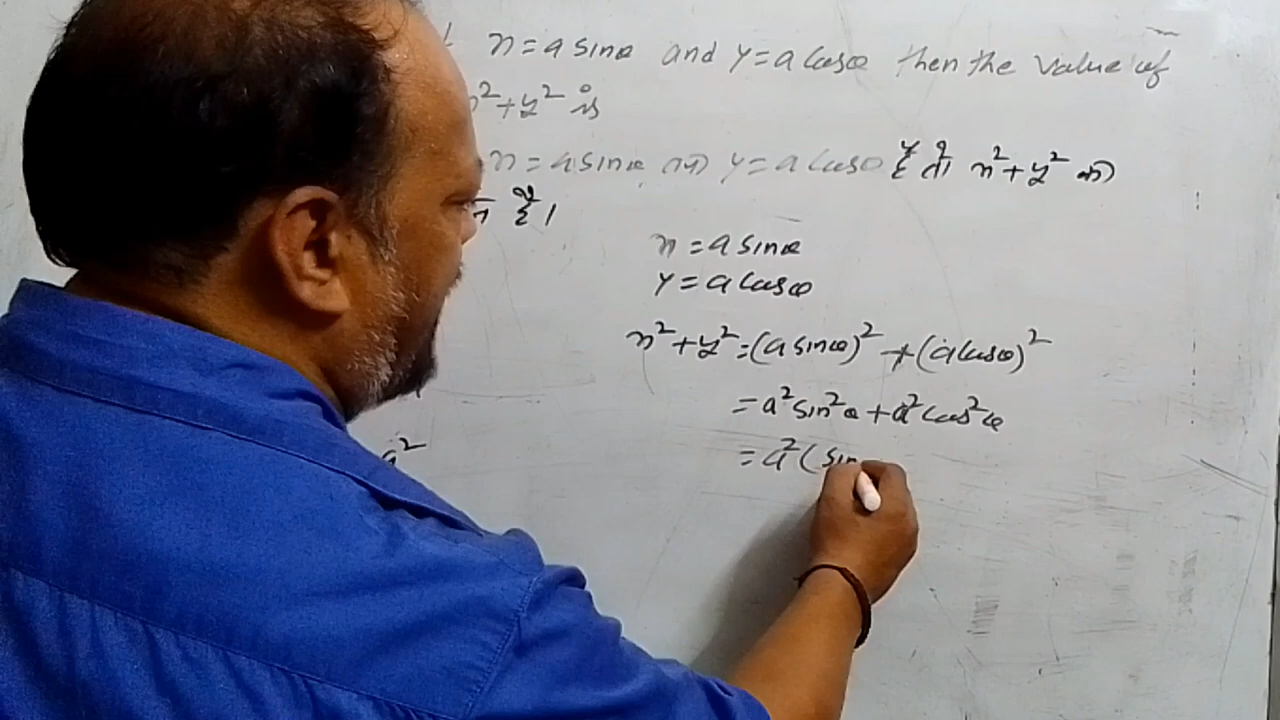 x = a sinθ and y = a cosθ then the value of
x² + y² is
x = a sinθ और y = a cosθ है तो x² + y² का
है।
x = a sinθ
y = a cosθ
x² + y² = (a sinθ)² + (a cosθ)²
= a² sin²θ + a² cos²θ
= a² ( sin
a²